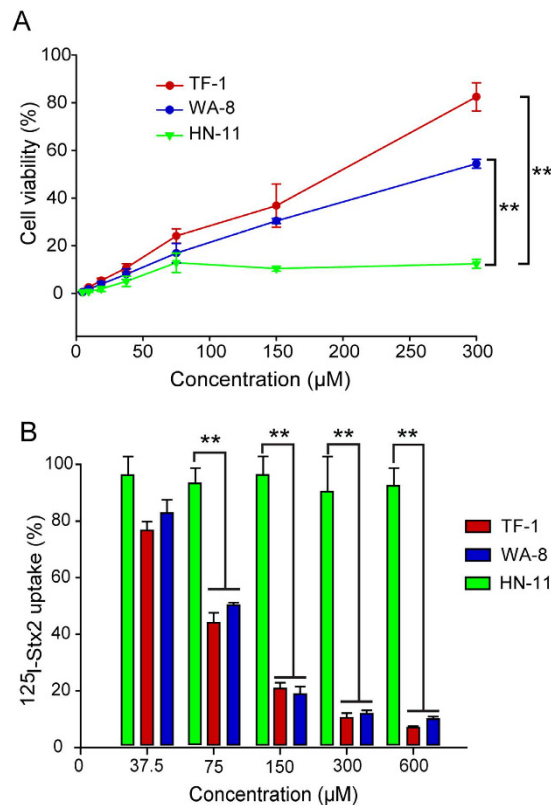 A
100
80
60
40
20
0
Cell viability (%)
TF-1
WA-8
HN-11
**
**
50
100
150
200
250
300
Concentration (µM)
B
100
80
60
40
20
0
125I-Stx2 uptake (%)
**
**
**
**
TF-1
WA-8
HN-11
0
37.5
75
150
300
600
Concentration (µM)